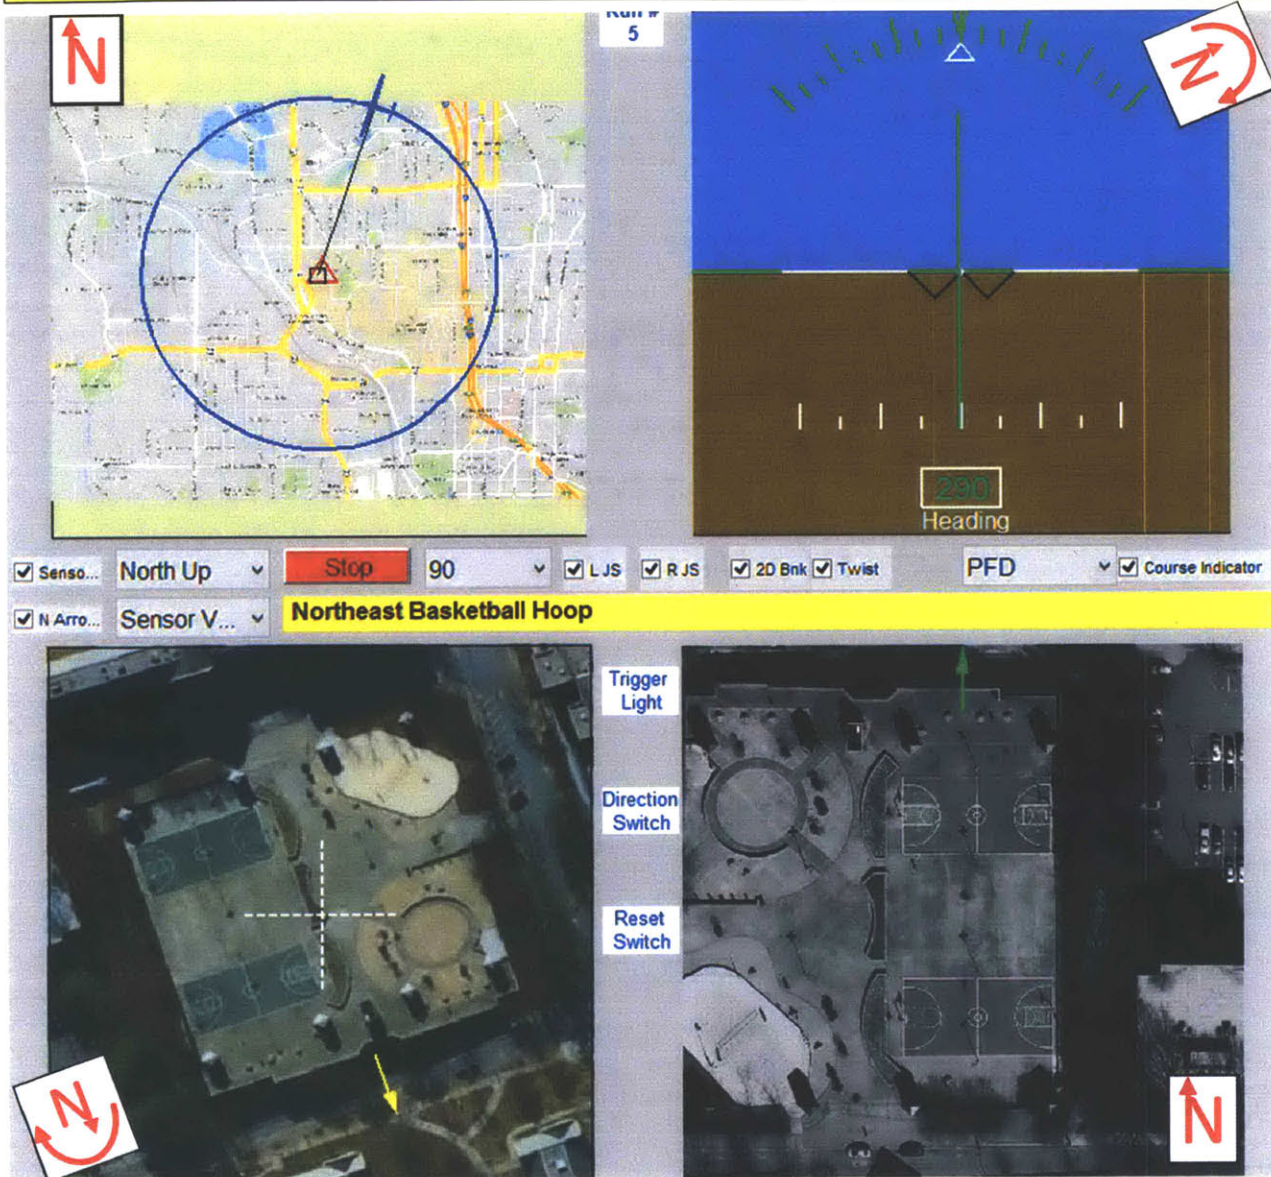 N
Run #
5
N
290
Heading
Senso...
North Up
Stop
90
L JS
R JS
2D Bnk
Twist
PFD
Course Indicator
N Arro...
Sensor V...
Northeast Basketball Hoop
Trigger
Light
Direction
Switch
Reset
Switch
N
N